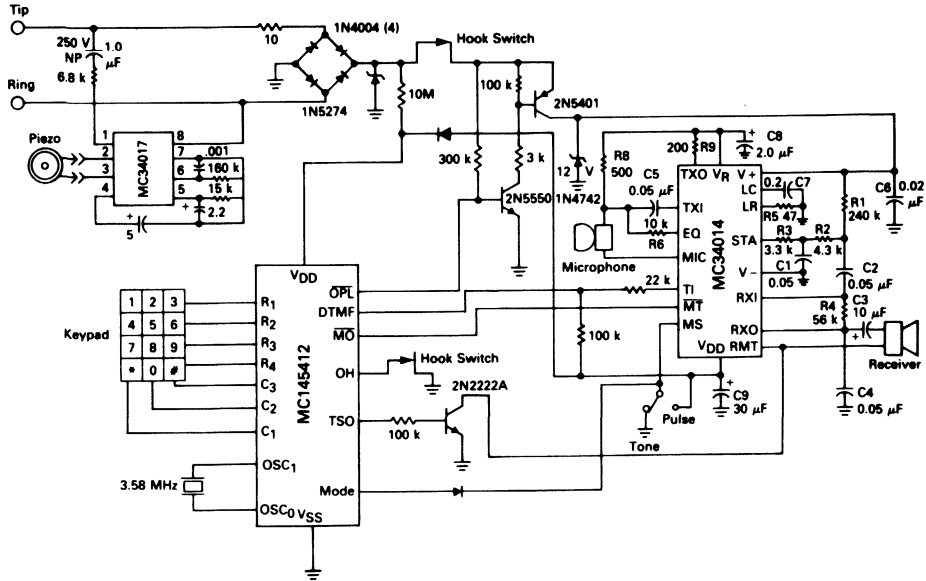 Tip
250 V
NP
1.0
μF
6.8 k
10
1N4004 (4)
1N5274
Ring
Piezo
1
2
3
4
8
7
6
5
MC34017
.001
160 k
15 k
2.2
+
5
+
10M
Hook Switch
100 k
2N5401
300 k
3 k
2N5550
12 V
1N4742
R8
500
C5
0.05 μF
10 k
R6
Microphone
200
R9
C8
2.0 μF
+
TXO
VR
V+
LC
LR
TXI
EQ
STA
MIC
V−
TI
RXI
MT
MS
RXO
VDD
RMT
MC34014
0.2
C7
R5 47
R3
3.3 k
R2
4.3 k
C1
0.05
R1
240 k
C6
0.02
μF
C2
0.05 μF
R4
56 k
C3
10 μF
+
Receiver
C4
0.05 μF
22 k
100 k
C9
30 μF
+
Pulse
Tone
Keypad
1 2 3
4 5 6
7 8 9
* 0 #
VDD
R1
R2
R3
R4
C3
C2
C1
OSC1
OSC0
VSS
MC145412
OPL
DTMF
MO
OH
TSO
Mode
Hook Switch
2N2222A
100 k
3.58 MHz